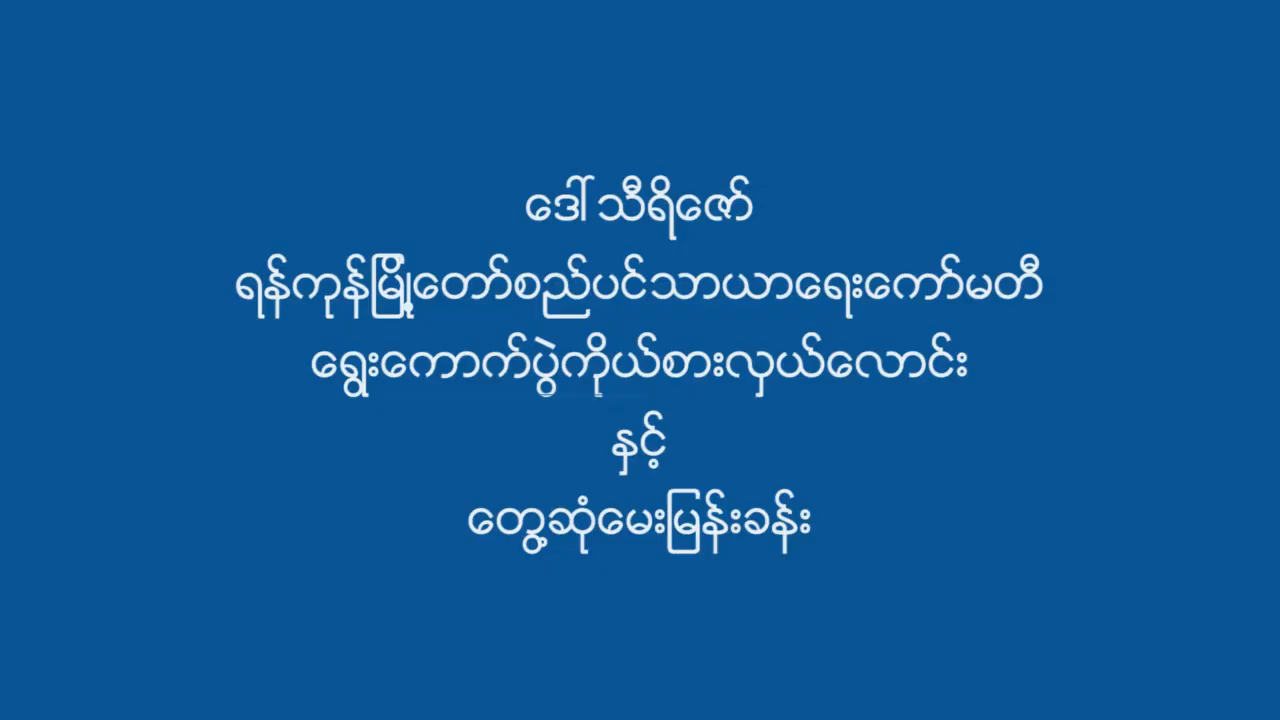 ဒေါ်သီရိဇော်
ရန်ကုန်မြို့တော်စည်ပင်သာယာရေးကော်မတီ
ရွေးကောက်ပွဲကိုယ်စားလှယ်လောင်း
နှင့်
တွေ့ဆုံမေးမြန်းခန်း